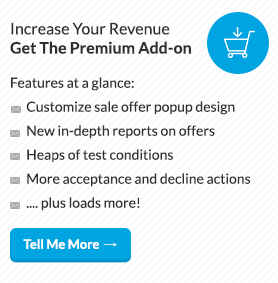 Increase Your Revenue
Get The Premium Add-on
Features at a glance:
Customize sale offer popup design
New in-depth reports on offers
Heaps of test conditions
More acceptance and decline actions
.... plus loads more!
Tell Me More →